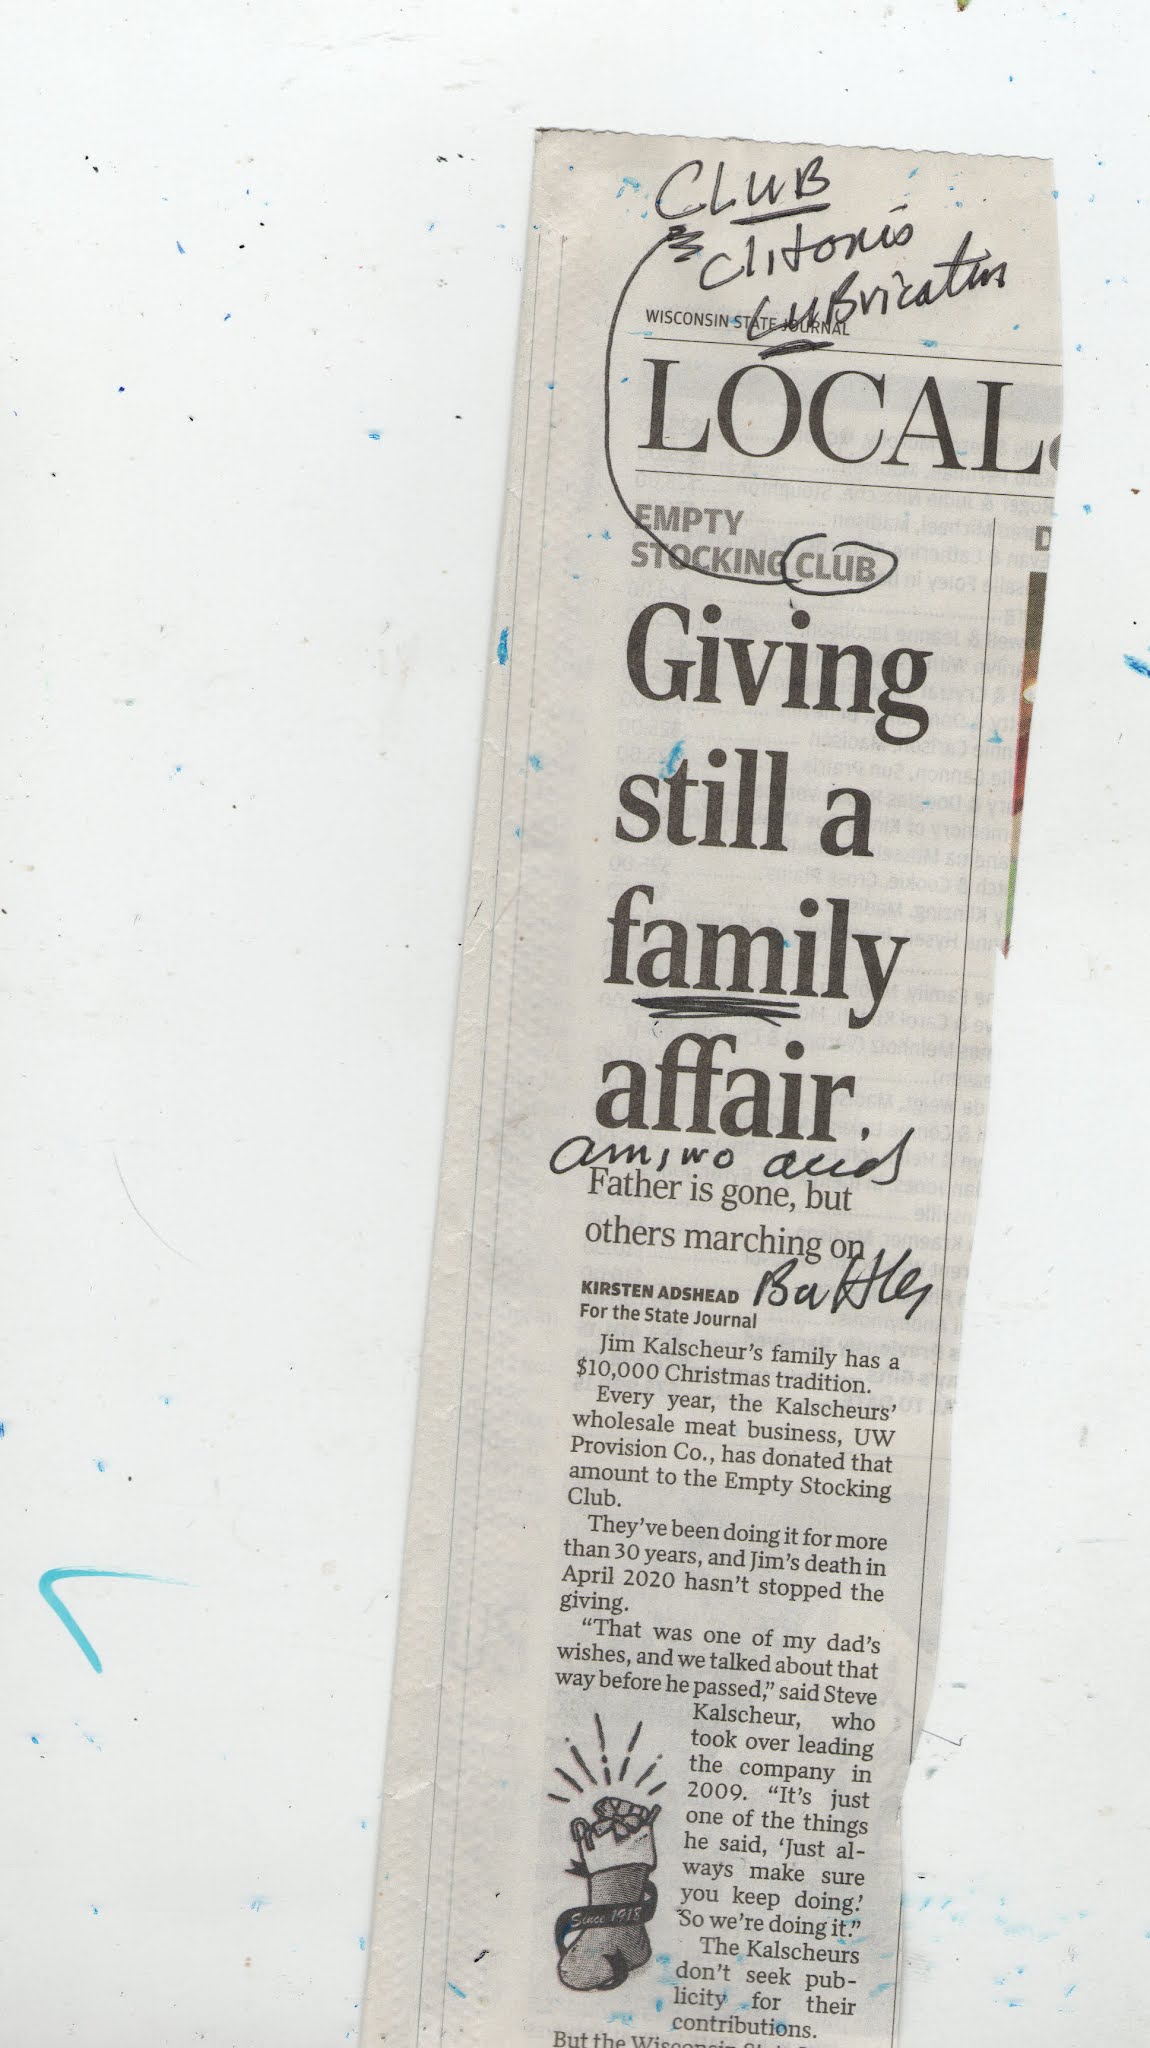 CLUB
clitoris
LUBricatus
WISCONSIN STATE JOURNAL
LOCAL
EMPTY
STOCKING CLUB
Giving
still a
family
affair
amino acids
Father is gone, but
others marching on
KIRSTEN ADSHEAD Battles
For the State Journal
Jim Kalscheur's family has a
$10,000 Christmas tradition.
Every year, the Kalscheurs'
wholesale meat business, UW
Provision Co., has donated that
amount to the Empty Stocking
Club.
They've been doing it for more
than 30 years, and Jim's death in
April 2020 hasn't stopped the
giving.
“That was one of my dad's
wishes, and we talked about that
way before he passed,” said Steve
Kalscheur, who
took over leading
the company in
2009. “It's just
one of the things
he said, ‘Just al-
ways make sure
you keep doing.’
So we're doing it.”
The Kalscheurs
don't seek pub-
licity for their
contributions.
Since 1918
But the Wisconsin State